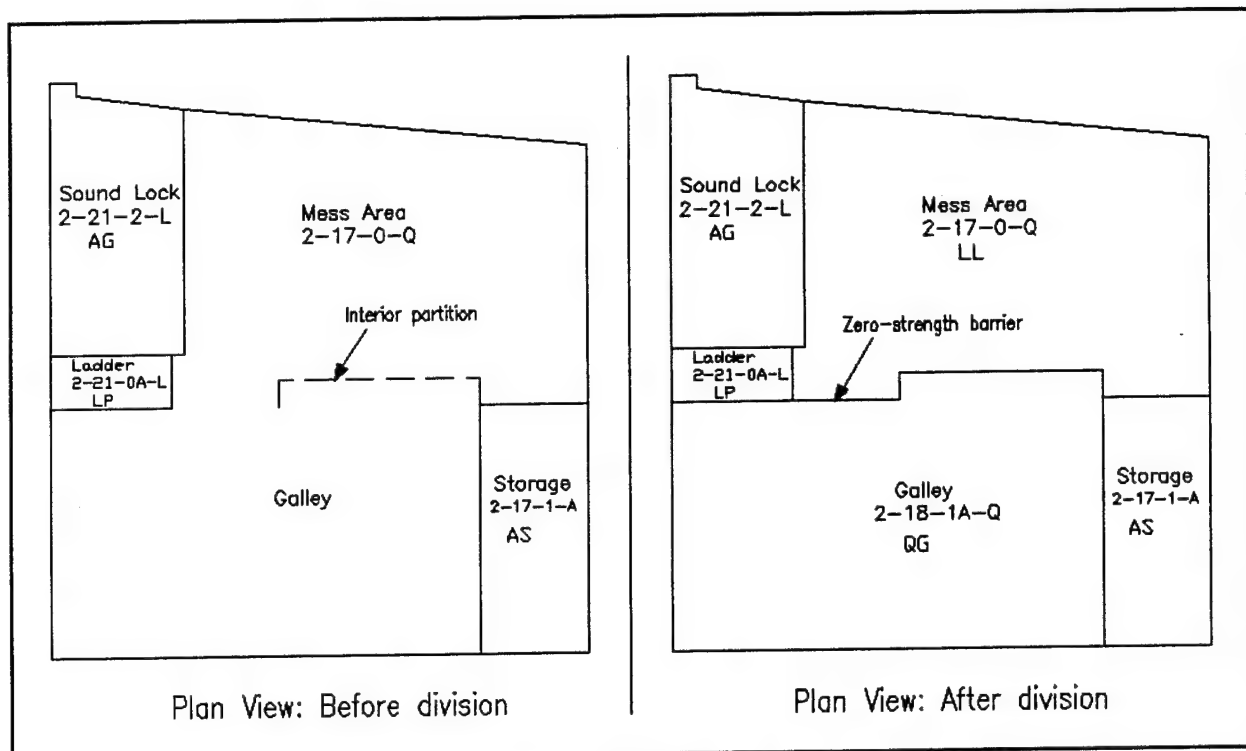 Sound Lock
2-21-2-L
AG
Mess Area
2-17-0-Q
Interior partition
Ladder
2-21-0A-L
LP
Galley
Storage
2-17-1-A
AS
Plan View: Before division
Sound Lock
2-21-2-L
AG
Mess Area
2-17-0-Q
LL
Zero-strength barrier
Ladder
2-21-0A-L
LP
Galley
2-18-1A-Q
QG
Storage
2-17-1-A
AS
Plan View: After division